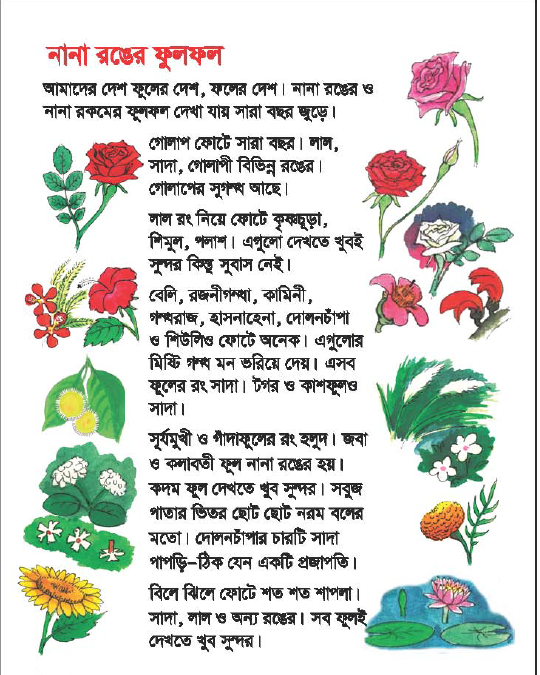 নানা রঙের ফুলফল
আমাদের দেশ ফুলের দেশ, ফলের দেশ। নানা রঙের ও
নানা রকমের ফুলফল দেখা যায় সারা বছর জুড়ে।
গোলাপ ফোটে সারা বছর। লাল,
সাদা, গোলাপী বিভিন্ন রঙের।
গোলাপের সুগন্ধ আছে।
লাল রং নিয়ে ফোটে কৃষ্ণচূড়া,
শিমুল, পলাশ। এগুলো দেখতে খুবই
সুন্দর কিন্তু সুবাস নেই।
বেলি, রজনীগন্ধা, কামিনী,
গন্ধরাজ, হাসনাহেনা, দোলনচাঁপা
ও শিউলিও ফোটে অনেক। এগুলোর
মিষ্টি গন্ধ মন ভরিয়ে দেয়। এসব
ফুলের রং সাদা। টগর ও কাশফুলও
সাদা।
সূর্যমুখী ও গাঁদাফুলের রং হলুদ। জবা
ও কলাবতী ফুল নানা রঙের হয়।
কদম ফুল দেখতে খুব সুন্দর। সবুজ
পাতার ভিতর ছোট ছোট নরম বলের
মতো। দোলনচাঁপার চারটি সাদা
পাপড়ি–ঠিক যেন একটি প্রজাপতি।
বিলে ঝিলে ফোটে শত শত শাপলা।
সাদা, লাল ও অন্য রঙের। সব ফুলই
দেখতে খুব সুন্দর।